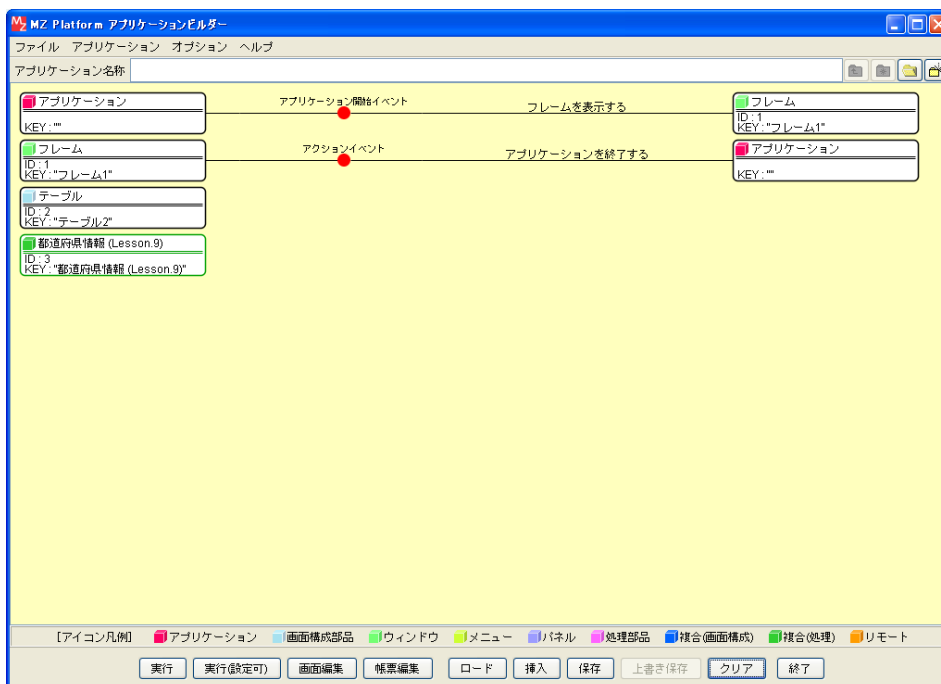 MZ Platform アプリケーションビルダー
ファイル アプリケーション オプション ヘルプ
アプリケーション名称
アプリケーション アプリケーション開始イベント フレームを表示する フレーム
KEY:"" ID:1
KEY:"フレーム1"
フレーム アクションイベント アプリケーションを終了する アプリケーション
ID:1
KEY:"フレーム1" KEY:""
テーブル
ID:2
KEY:"テーブル2"
都道府県情報 (Lesson.9)
ID:3
KEY:"都道府県情報 (Lesson.9)"
[アイコン凡例] アプリケーション 画面構成部品 ウィンドウ メニュー パネル 処理部品 複合(画面構成) 複合(処理) リモート
実行 実行(設定可) 画面編集 帳票編集 ロード 挿入 保存 上書き保存 クリア 終了